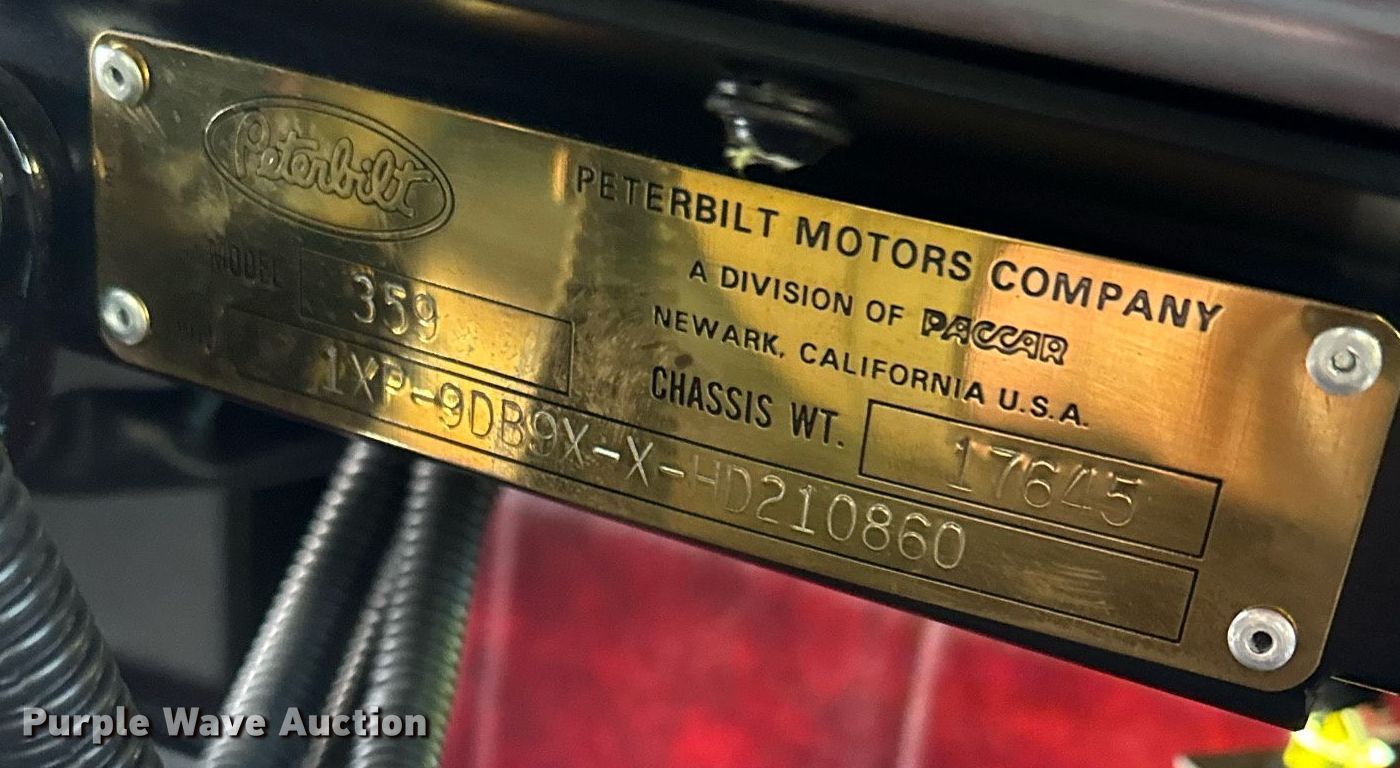 Peterbilt
PETERBILT MOTORS COMPANY
A DIVISION OF PACCAR
NEWARK, CALIFORNIA U.S.A.
MODEL 359
CHASSIS WT. 17645
1XP-9DB9X-X-HD210860
Purple Wave Auction